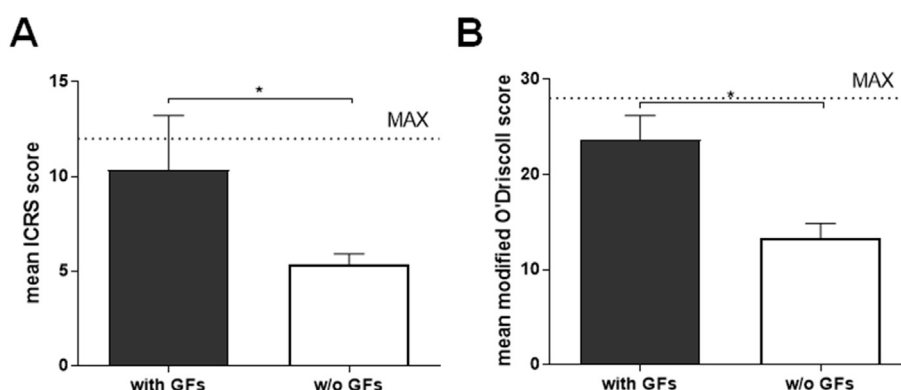 A
mean ICRS score
15
10
5
0
*
MAX
with GFs
w/o GFs
B
mean modified O'Driscoll score
30
20
10
0
*
MAX
with GFs
w/o GFs